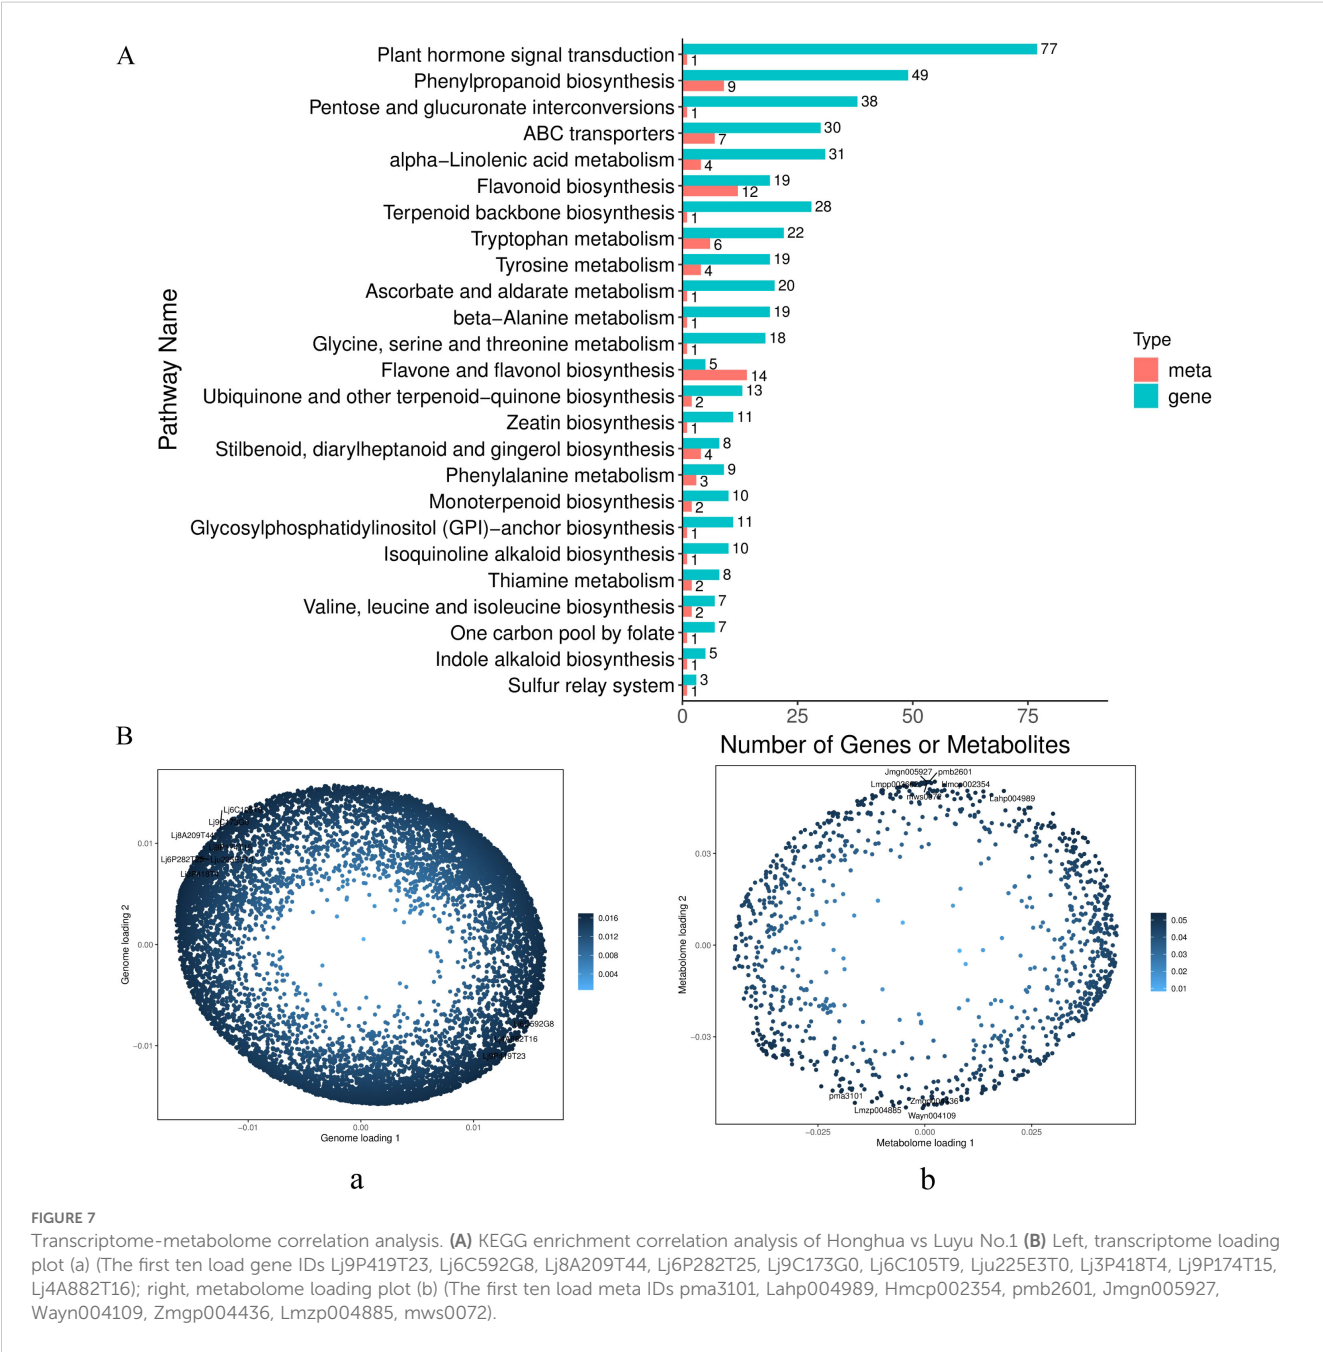 A
Plant hormone signal transduction 77 1
Phenylpropanoid biosynthesis 49 9
Pentose and glucuronate interconversions 38 1
ABC transporters 30 7
alpha−Linolenic acid metabolism 31 4
Flavonoid biosynthesis 19 12
Terpenoid backbone biosynthesis 28 1
Tryptophan metabolism 22 6
Tyrosine metabolism 19 4
Ascorbate and aldarate metabolism 20 1
beta−Alanine metabolism 19 1
Glycine, serine and threonine metabolism 18 1
Flavone and flavonol biosynthesis 5 14
Ubiquinone and other terpenoid−quinone biosynthesis 13 2
Zeatin biosynthesis 11 1
Stilbenoid, diarylheptanoid and gingerol biosynthesis 8 4
Phenylalanine metabolism 9 3
Monoterpenoid biosynthesis 10 2
Glycosylphosphatidylinositol (GPI)−anchor biosynthesis 11 1
Isoquinoline alkaloid biosynthesis 10 1
Thiamine metabolism 8 2
Valine, leucine and isoleucine biosynthesis 7 2
One carbon pool by folate 7 1
Indole alkaloid biosynthesis 5 1
Sulfur relay system 3 1
Pathway Name
0 25 50 75
Number of Genes or Metabolites
Type
meta
gene
B
Lj8A209T44
Lj6P282T25
0.01
0.00
−0.01
Genome loading 2
−0.01 0.00 0.01
Genome loading 1
0.016
0.012
0.008
0.004
a
Jmgn005927 pmb2601
Hmcp002354
mws0072
Lahp004989
0.03
0.00
−0.03
Metabolome loading 2
pma3101
Lmzp004885
Zmgp004436
Wayn004109
−0.025 0.000 0.025
Metabolome loading 1
0.05
0.04
0.03
0.02
0.01
b
FIGURE 7
Transcriptome-metabolome correlation analysis. (A) KEGG enrichment correlation analysis of Honghua vs Luyu No.1 (B) Left, transcriptome loading
plot (a) (The first ten load gene IDs Lj9P419T23, Lj6C592G8, Lj8A209T44, Lj6P282T25, Lj9C173G0, Lj6C105T9, Lju225E3T0, Lj3P418T4, Lj9P174T15,
Lj4A882T16); right, metabolome loading plot (b) (The first ten load meta IDs pma3101, Lahp004989, Hmcp002354, pmb2601, Jmgn005927,
Wayn004109, Zmgp004436, Lmzp004885, mws0072).